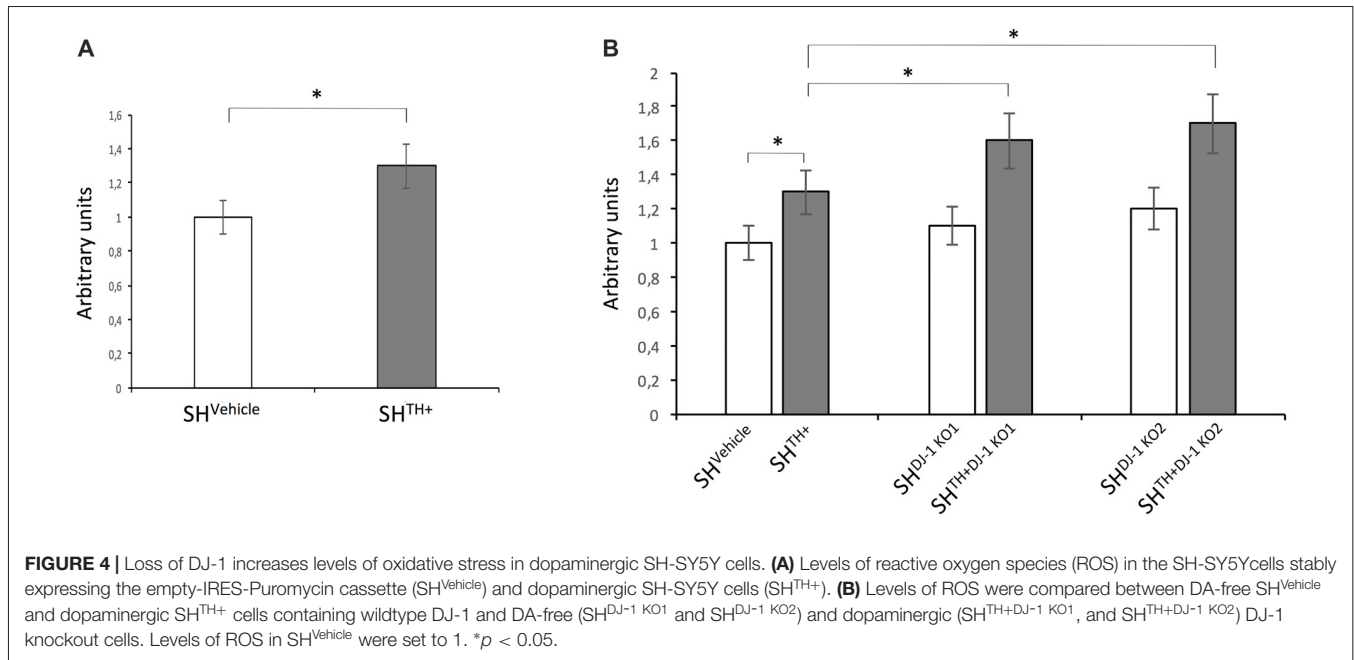 A
*
Arbitrary units
1,6
1,4
1,2
1
0,8
0,6
0,4
0,2
0
SHVehicle
SHTH+
B
*
*
*
Arbitrary units
2
1,8
1,6
1,4
1,2
1
0,8
0,6
0,4
0,2
0
SHVehicle
SHTH+
SHDJ-1 KO1
SHTH+DJ-1 KO1
SHDJ-1 KO2
SHTH+DJ-1 KO2
FIGURE 4 | Loss of DJ-1 increases levels of oxidative stress in dopaminergic SH-SY5Y cells. (A) Levels of reactive oxygen species (ROS) in the SH-SY5Ycells stably
expressing the empty-IRES-Puromycin cassette (SHVehicle) and dopaminergic SH-SY5Y cells (SHTH+). (B) Levels of ROS were compared between DA-free SHVehicle
and dopaminergic SHTH+ cells containing wildtype DJ-1 and DA-free (SHDJ-1 KO1 and SHDJ-1 KO2) and dopaminergic (SHTH+DJ-1 KO1, and SHTH+DJ-1 KO2) DJ-1
knockout cells. Levels of ROS in SHVehicle were set to 1. *p < 0.05.